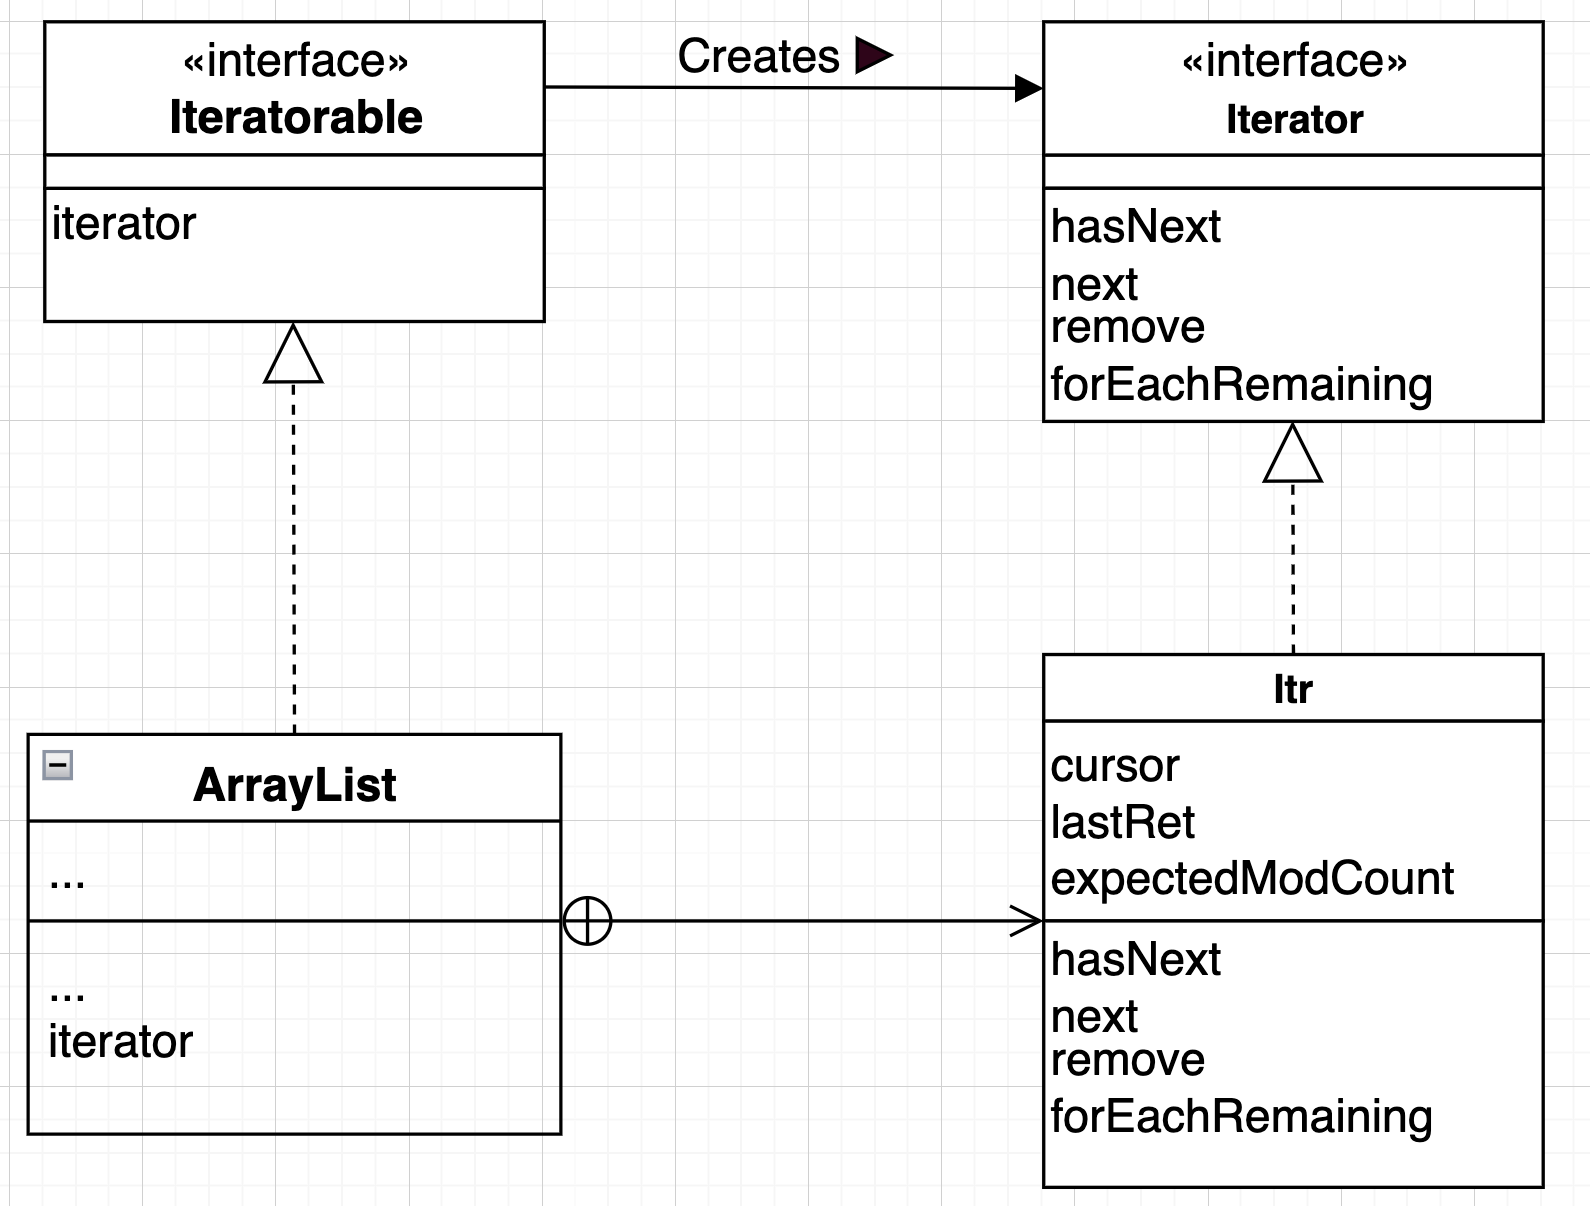 «interface»
Iteratorable
iterator
Creates
«interface»
Iterator
hasNext
next
remove
forEachRemaining
ArrayList
...
...
iterator
Itr
cursor
lastRet
expectedModCount
hasNext
next
remove
forEachRemaining